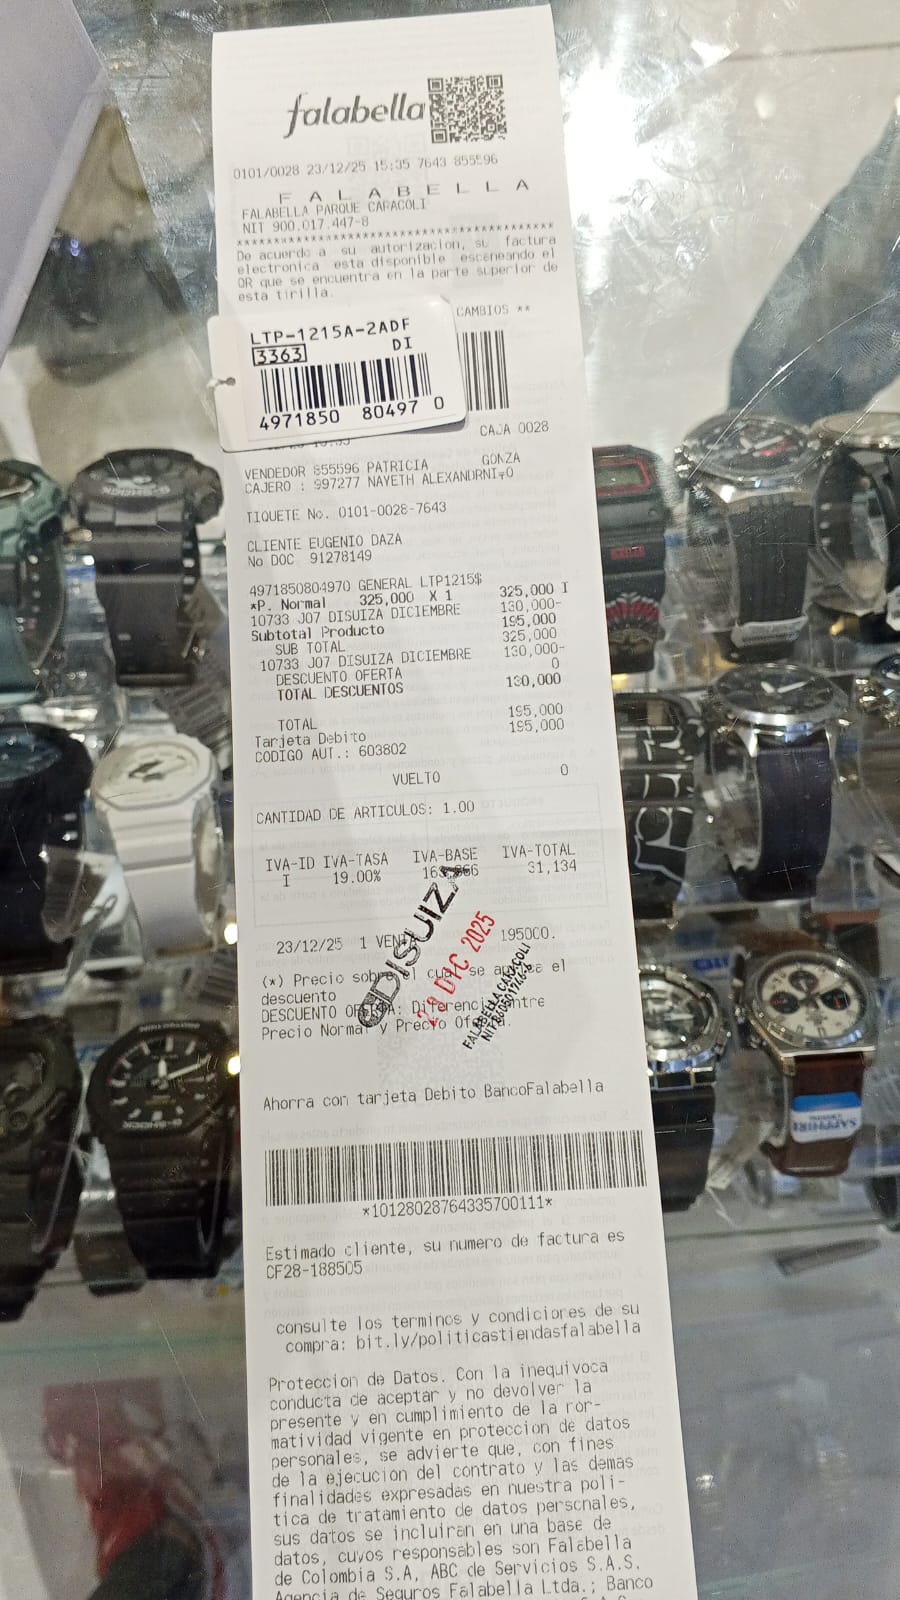 falabella
0101/0028 23/12/25 15:35 7643 855596
F A L A B E L L A
FALABELLA PARQUE CARACOLI
NIT 900.017.447-8
******************************************
De acuerdo a su autorizacion, su factura
electronica esta disponible esceneando el
QR que se encuentra en la parte superior de
esta tirilla.
CAMBIOS **
LTP-1215A-2ADF
3363 DI
4971850 80497 0
CAJA 0028
VENDEDOR 855596 PATRICIA GONZA
CAJERO : 997277 NAYETH ALEXANDRNI
TIQUETE No. 0101-0028-7643
CLIENTE EUGENIO DAZA
No DOC 91278149
4971850804970 GENERAL LTP1215$
*P. Normal 325,000 X 1 325,000 I
10733 J07 DISUIZA DICIEMBRE 130,000-
Subtotal Producto 195,000
SUB TOTAL 325,000
10733 J07 DISUIZA DICIEMBRE 130,000-
DESCUENTO OFERTA 0
TOTAL DESCUENTOS 130,000
TOTAL 195,000
Tarjeta Debito 195,000
CODIGO AUT.: 603802
VUELTO 0
CANTIDAD DE ARTICULOS: 1.00
IVA-ID IVA-TASA IVA-BASE IVA-TOTAL
I 19.00% 31,134
23/12/25 1 VEN 195000.
DISUIZA
23 DIC 2025
FALABELLA CARACOLI
(*) Precio sobre el cual se aplica el
descuento
DESCUENTO OFERTA: Diferencia entre
Precio Normal y Precio Of
Ahorra con tarjeta Debito BancoFalabella
*10128028764335700111*
Estimado cliente, su numero de factura es
CF28-188505
consulte los terminos y condiciones de su
compra: bit.ly/politicastiendasfalabella
Proteccion de Datos. Con la inequivoca
conducta de aceptar y no devolver la
presente y en cumplimiento de la nor-
matividad vigente en proteccion de datos
personales, se advierte que, con fines
de la ejecucion del contrato y las demas
finalidades expresadas en nuestra poli-
tica de tratamiento de datos personales,
sus datos se incluiran en una base de
datos, cuyos responsables son Falabella
de Colombia S.A, ABC de Servicios S.A.S.
Agencia de Seguros Falabella Ltda.; Banco
G-SHOCK
SAPPHIRE